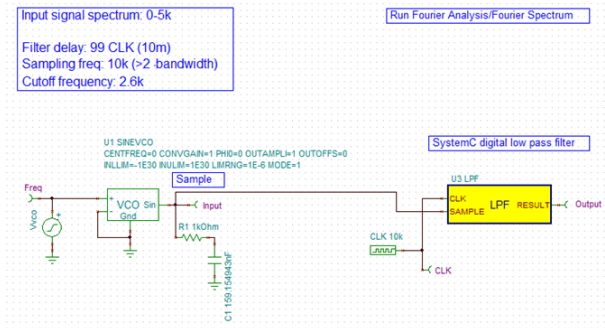 Input signal spectrum: 0-5k
Filter delay: 99 CLK (10m)
Sampling freq: 10k (>2·bandwidth)
Cutoff frequency: 2.6k
Run Fourier Analysis/Fourier Spectrum
U1 SINEVCO
CENTFREQ=0 CONVGAIN=1 PHI0=0 OUTAMPLI=1 OUTOFFS=0
INLLIM=-1E30 INULIM=1E30 LIMRNG=1E-6 MODE=1
SystemC digital low pass filter
Sample
U3 LPF
Freq
+
VCO Sin
-
Gnd
Input
CLK
SAMPLE
LPF
RESULT
Output
Vvco
+
R1 1kOhm
CLK 10k
CLK
C1 159.154943nF